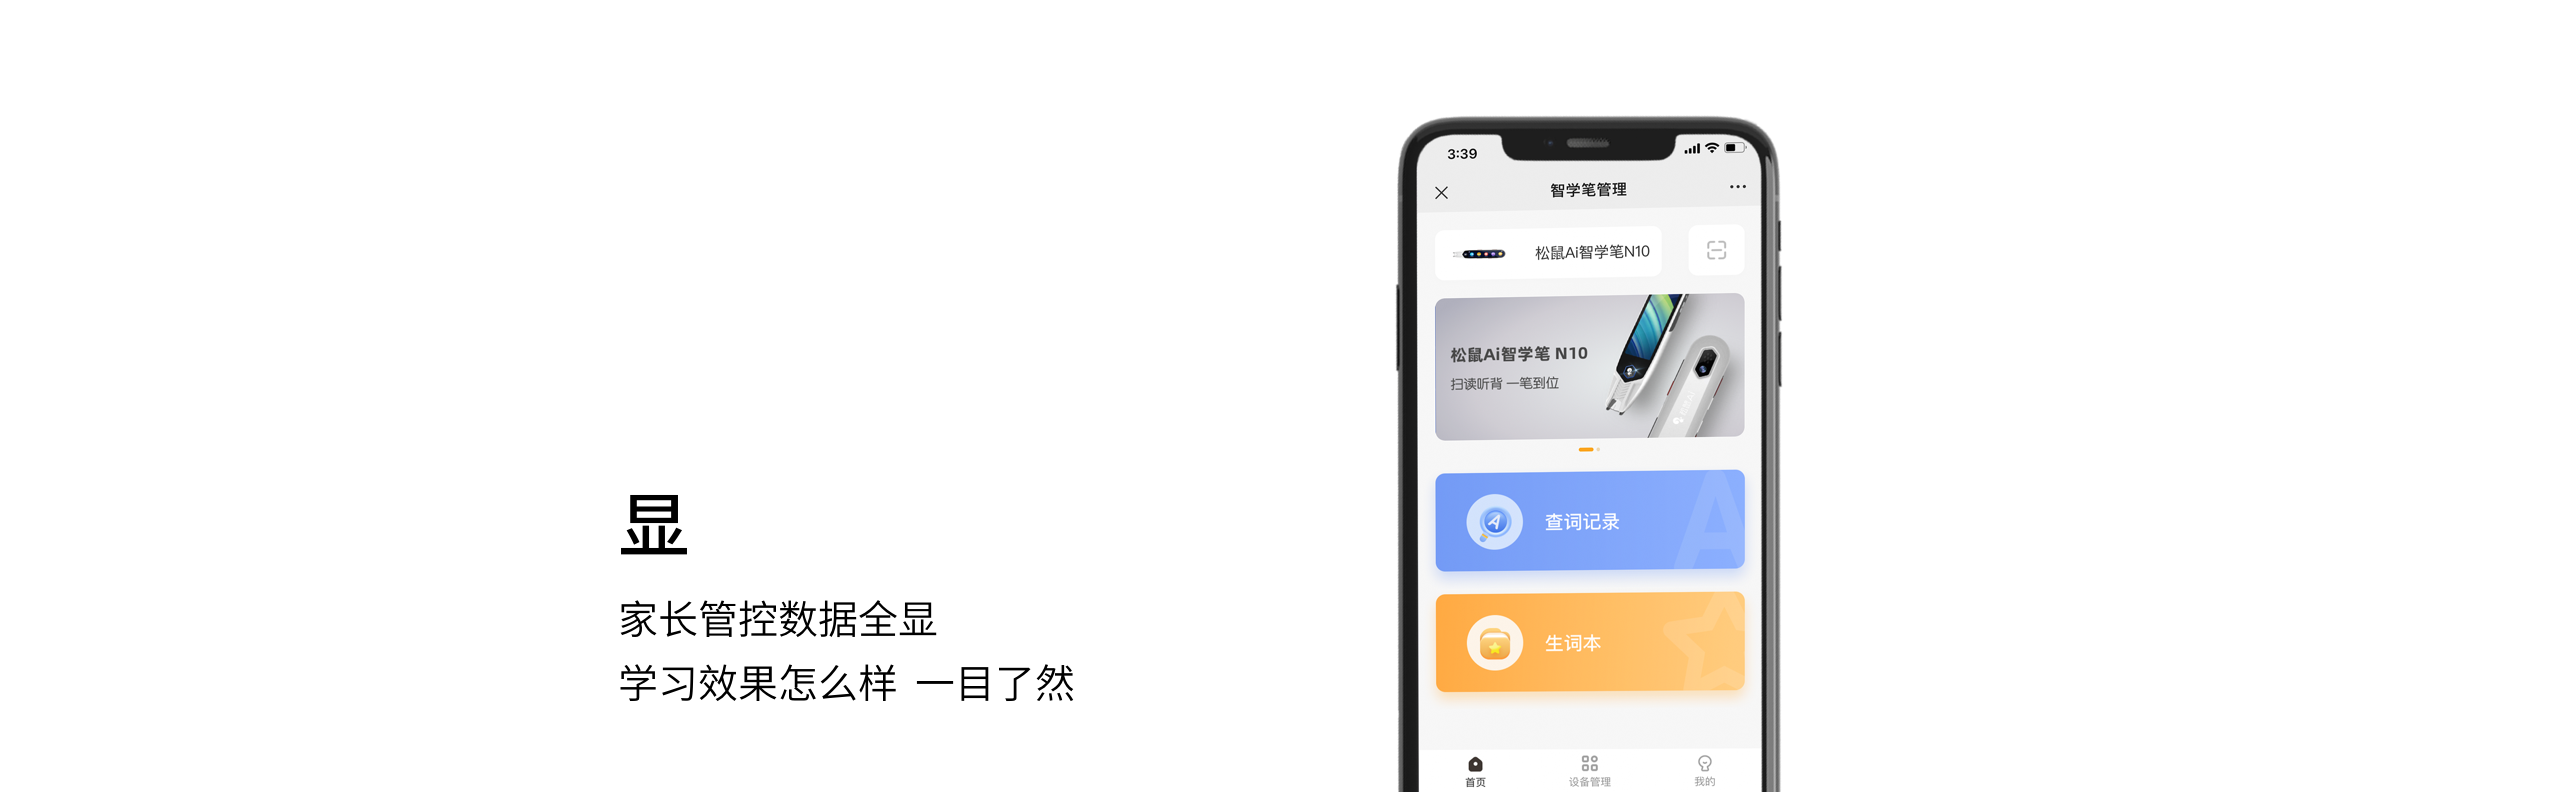 显
家长管控数据全显
学习效果怎么样 一目了然
3:39
智学笔管理
松鼠Ai智学笔N10
松鼠Ai智学笔 N10
扫读听背 一笔到位
查词记录
生词本
首页 设备管理 我的